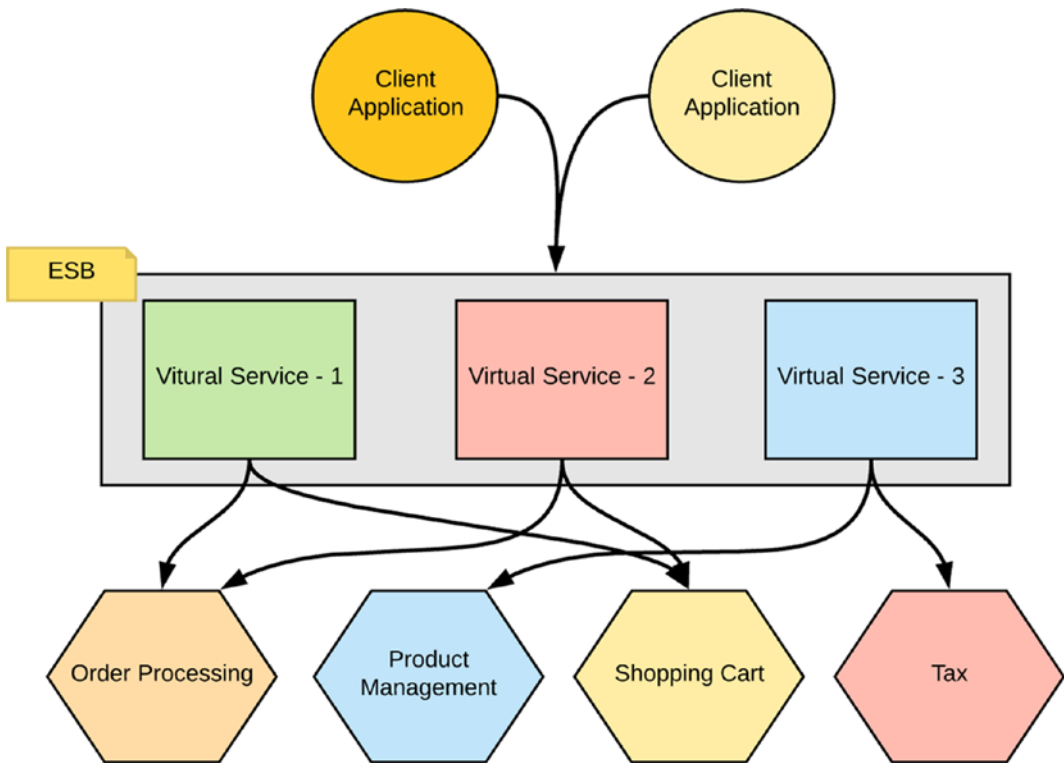 Client
Application
Client
Application
ESB
Vitural Service - 1
Virtual Service - 2
Virtual Service - 3
Order Processing
Product
Management
Shopping Cart
Tax